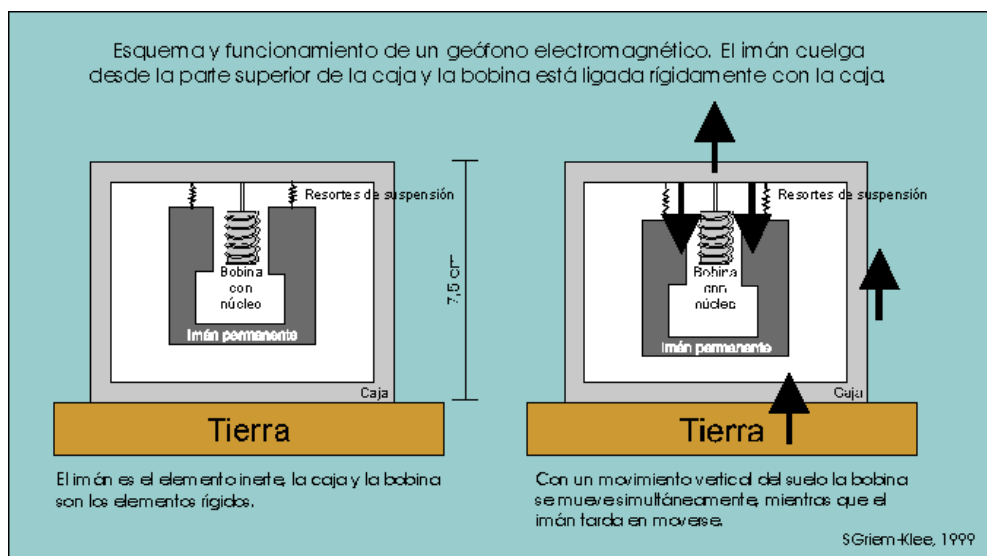 Esquema y funcionamiento de un geófono electromagnético. El imán cuelga
desde la parte superior de la caja y la bobina está ligada rígidamente con la caja.
Resortes de suspensión
Bobina
con
núcleo
Imán permanente
Caja
7,5 cm
Tierra
Resortes de suspensión
Bobina
con
núcleo
Imán permanente
Caja
Tierra
El imán es el elemento inerte, la caja y la bobina
son los elementos rígidos.
Con un movimiento vertical del suelo la bobina
se mueve simultáneamente, mientras que el
imán tarda en moverse.
SGriem-Klee, 1999